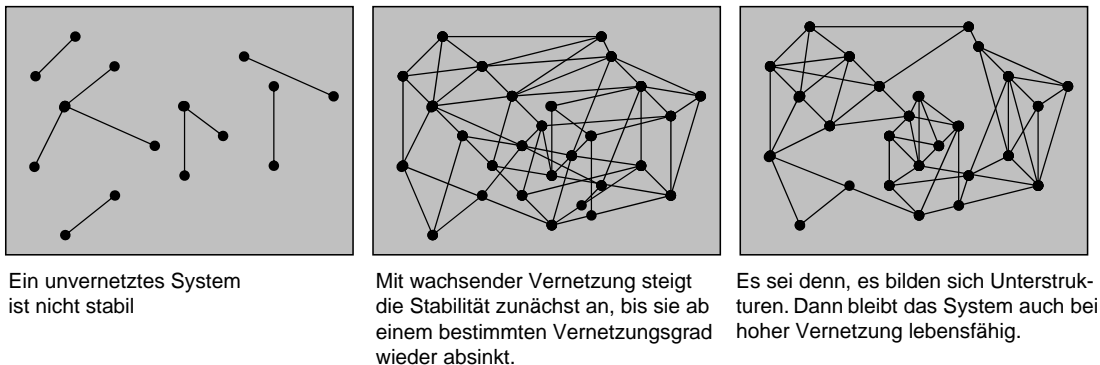 Ein unvernetztes System
ist nicht stabil
Mit wachsender Vernetzung steigt
die Stabilität zunächst an, bis sie ab
einem bestimmten Vernetzungsgrad
wieder absinkt.
Es sei denn, es bilden sich Unterstruk-
turen. Dann bleibt das System auch bei
hoher Vernetzung lebensfähig.